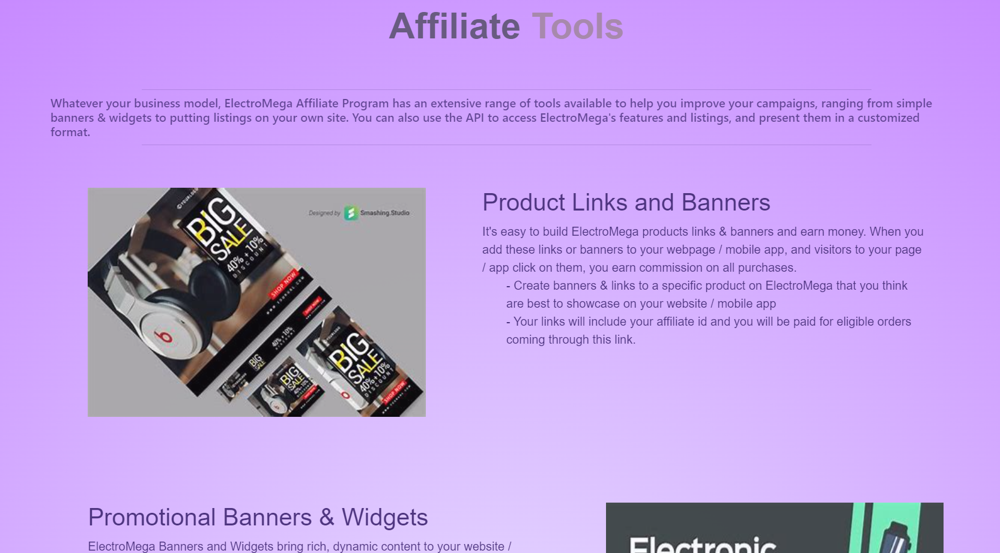 Affiliate Tools
Whatever your business model, ElectroMega Affiliate Program has an extensive range of tools available to help you improve your campaigns, ranging from simple
banners & widgets to putting listings on your own site. You can also use the API to access ElectroMega's features and listings, and present them in a customized
format.
YOURLOGO
BIG
SALE
40% + 10%
DISCOUNT
SHOP NOW
WWW.YOURURL.COM
Designed by Smashing.Studio
SHOP NOW
40% + 10%
BIG
SALE
BIG
SALE
40% + 10%
BIG
SALE
40% + 10%
DISCOUNT
SHOP NOW
Product Links and Banners
It's easy to build ElectroMega products links & banners and earn money. When you
add these links or banners to your webpage / mobile app, and visitors to your page
/ app click on them, you earn commission on all purchases.
- Create banners & links to a specific product on ElectroMega that you think
are best to showcase on your website / mobile app
- Your links will include your affiliate id and you will be paid for eligible orders
coming through this link.
Promotional Banners & Widgets
ElectroMega Banners and Widgets bring rich, dynamic content to your website /
Electronic